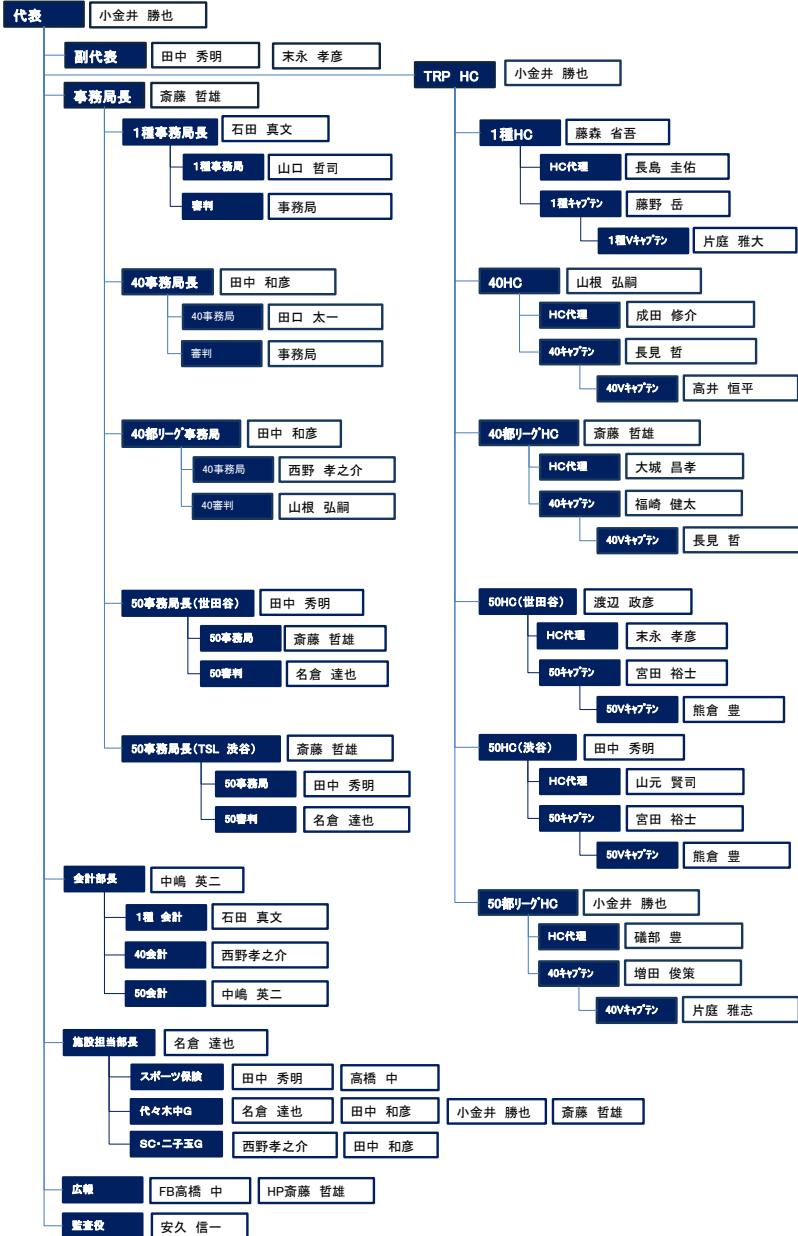 代表 小金井 勝也
副代表 田中 秀明 末永 孝彦
事務局長 斎藤 哲雄
1種事務局長 石田 真文
1種事務局 山口 哲司
審判 事務局
40事務局長 田中 和彦
40事務局 田口 太一
審判 事務局
40都リーグ事務局 田中 和彦
40事務局 西野 孝之介
40審判 山根 弘嗣
50事務局長(世田谷) 田中 秀明
50事務局 斎藤 哲雄
50審判 名倉 達也
50事務局長(TSL 渋谷) 斎藤 哲雄
50事務局 田中 秀明
50審判 名倉 達也
会計部長 中嶋 英二
1種 会計 石田 真文
40会計 西野孝之介
50会計 中嶋 英二
施設担当部長 名倉 達也
スポーツ保険 田中 秀明 高橋 中
代々木中G 名倉 達也 田中 和彦 小金井 勝也 斎藤 哲雄
SC・二子玉G 西野孝之介 田中 和彦
広報 FB高橋 中 HP斎藤 哲雄
監査役 安久 信一
TRP HC 小金井 勝也
1種HC 藤森 省吾
HC代理 長島 圭佑
1種キャプテン 藤野 岳
1種Vキャプテン 片庭 雅大
40HC 山根 弘嗣
HC代理 成田 修介
40キャプテン 長見 哲
40Vキャプテン 高井 恒平
40都リーグHC 斎藤 哲雄
HC代理 大城 昌孝
40キャプテン 福崎 健太
40Vキャプテン 長見 哲
50HC(世田谷) 渡辺 政彦
HC代理 末永 孝彦
50キャプテン 宮田 裕士
50Vキャプテン 熊倉 豊
50HC(渋谷) 田中 秀明
HC代理 山元 賢司
50キャプテン 宮田 裕士
50Vキャプテン 熊倉 豊
50都リーグHC 小金井 勝也
HC代理 礒部 豊
40キャプテン 増田 俊策
40Vキャプテン 片庭 雅志